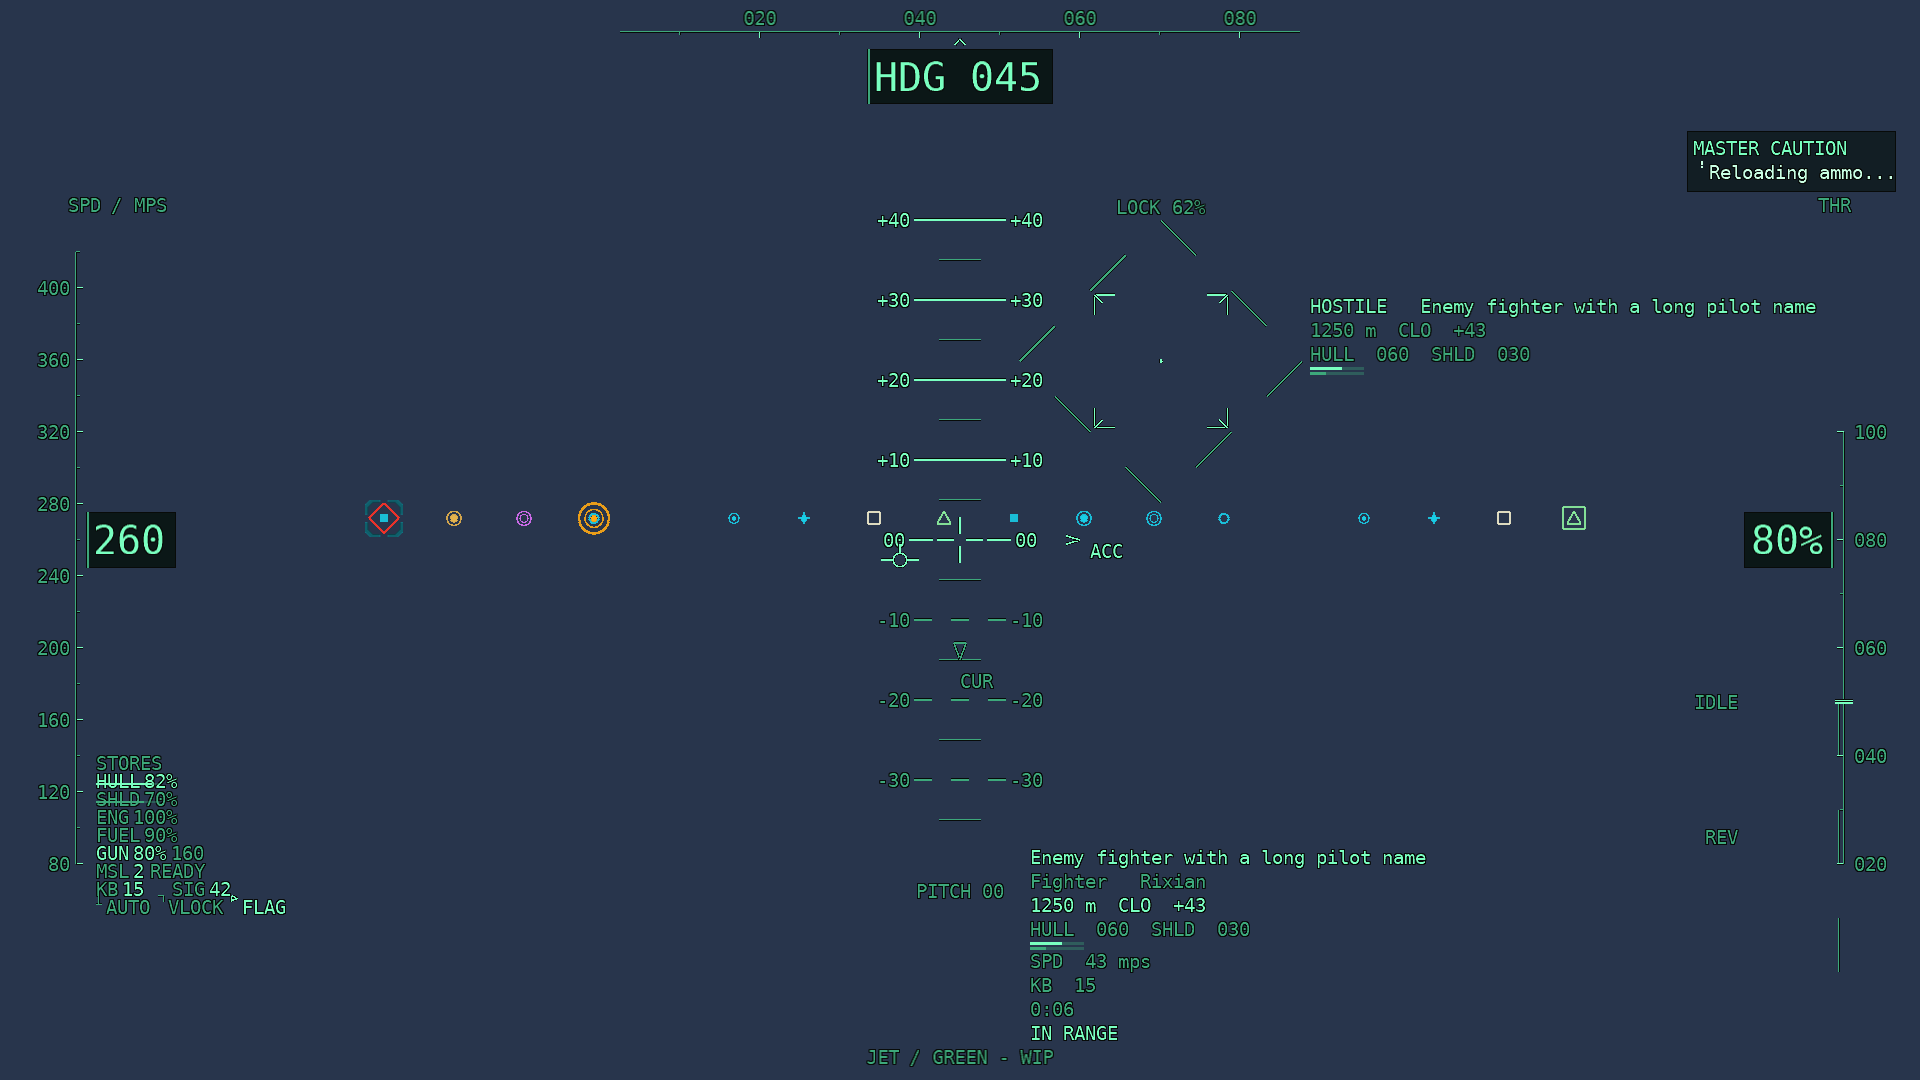 020 040 060 080
HDG 045
MASTER CAUTION
! Reloading ammo...
SPD / MPS
THR
LOCK 62%
+40 +40
+30 +30
+20 +20
+10 +10
00 00
-10 -10
-20 -20
-30 -30
HOSTILE Enemy fighter with a long pilot name
1250 m CLO +43
HULL 060 SHLD 030
400
360
320
280
240
200
160
120
80
260
ACC
CUR
100
080
060
040
020
80%
IDLE
REV
STORES
HULL 82%
SHLD 70%
ENG 100%
FUEL 90%
GUN 80% 160
MSL 2 READY
KB 15 SIG 42
AUTO VLOCK FLAG
PITCH 00
Enemy fighter with a long pilot name
Fighter Rixian
1250 m CLO +43
HULL 060 SHLD 030
SPD 43 mps
KB 15
0:06
IN RANGE
JET / GREEN - WIP